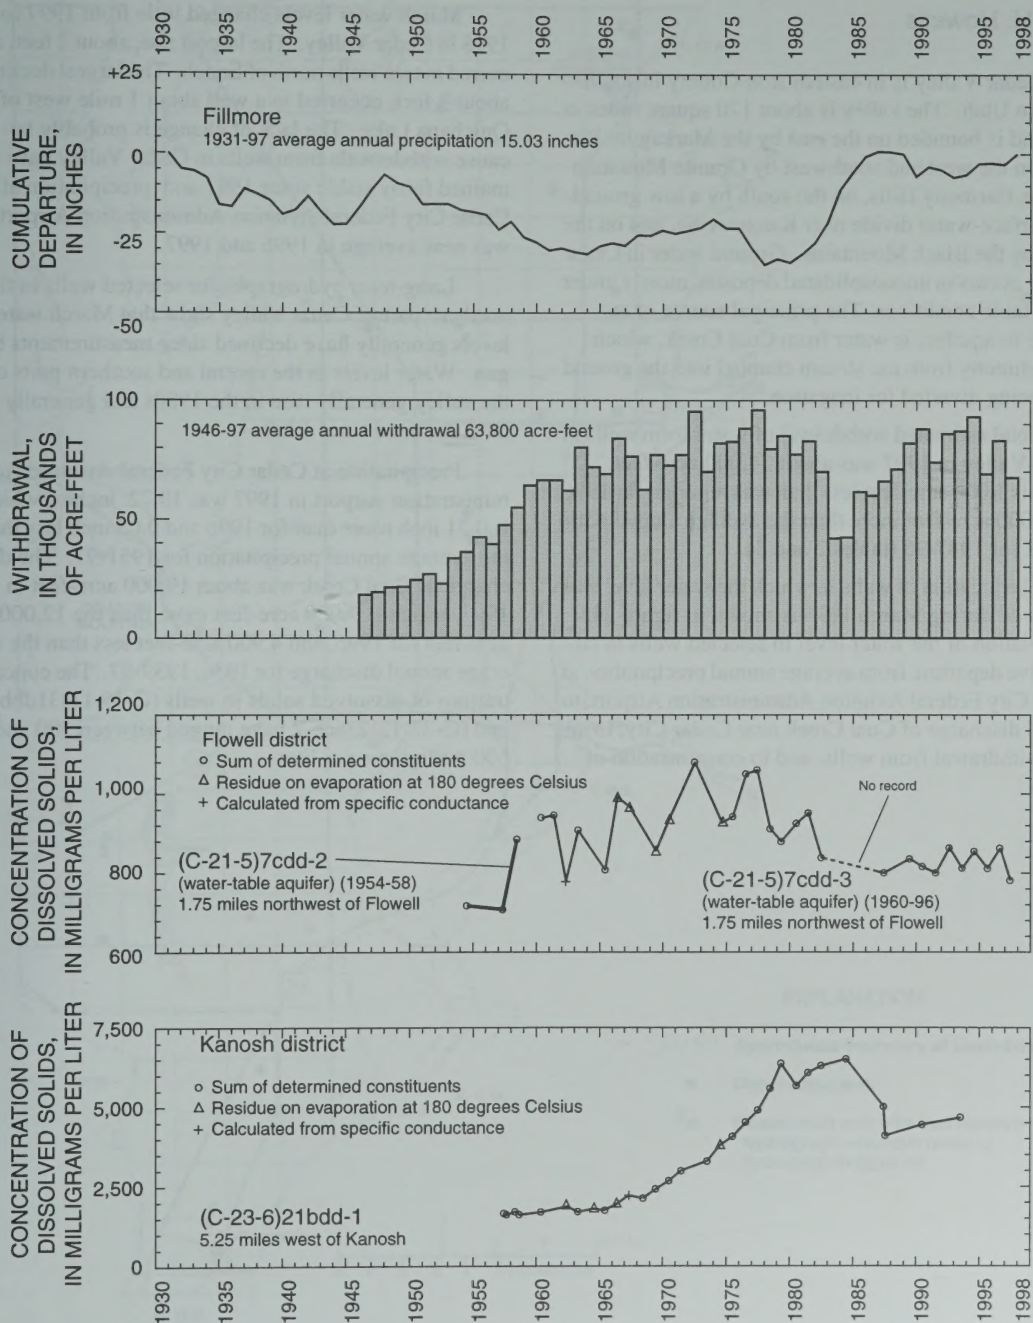 1930 1935 1940 1945 1950 1955 1960 1965 1970 1975 1980 1985 1990 1995 1998
CUMULATIVE
DEPARTURE,
IN INCHES
+25
0
-25
-50
Fillmore
1931-97 average annual precipitation 15.03 inches
WITHDRAWAL,
IN THOUSANDS
OF ACRE-FEET
100
50
0
1946-97 average annual withdrawal 63,800 acre-feet
CONCENTRATION OF
DISSOLVED SOLIDS,
IN MILLIGRAMS PER LITER
1,200
1,000
800
600
Flowell district
Sum of determined constituents
Residue on evaporation at 180 degrees Celsius
+ Calculated from specific conductance
No record
(C-21-5)7cdd-2
(water-table aquifer) (1954-58)
1.75 miles northwest of Flowell
(C-21-5)7cdd-3
(water-table aquifer) (1960-96)
1.75 miles northwest of Flowell
CONCENTRATION OF
DISSOLVED SOLIDS,
IN MILLIGRAMS PER LITER
7,500
5,000
2,500
0
Kanosh district
Sum of determined constituents
Residue on evaporation at 180 degrees Celsius
+ Calculated from specific conductance
(C-23-6)21bdd-1
5.25 miles west of Kanosh
1930 1935 1940 1945 1950 1955 1960 1965 1970 1975 1980 1985 1990 1995 1998